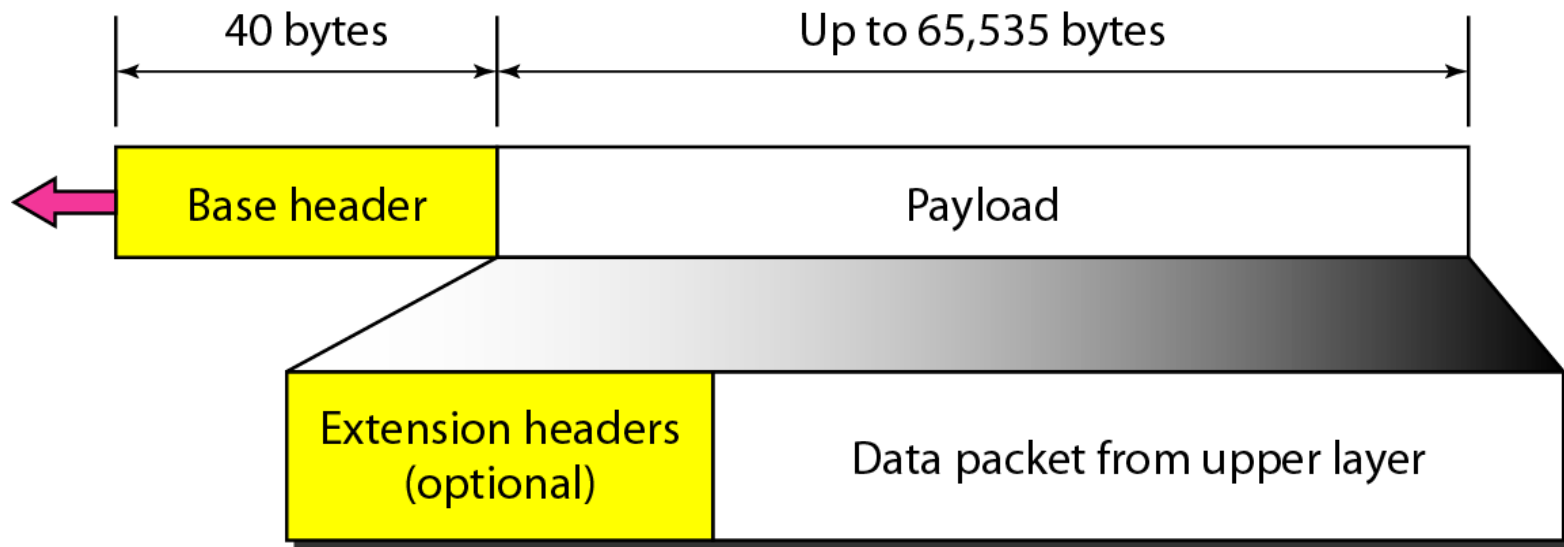 40 bytes
Up to 65,535 bytes
Base header
Payload
Extension headers
(optional)
Data packet from upper layer